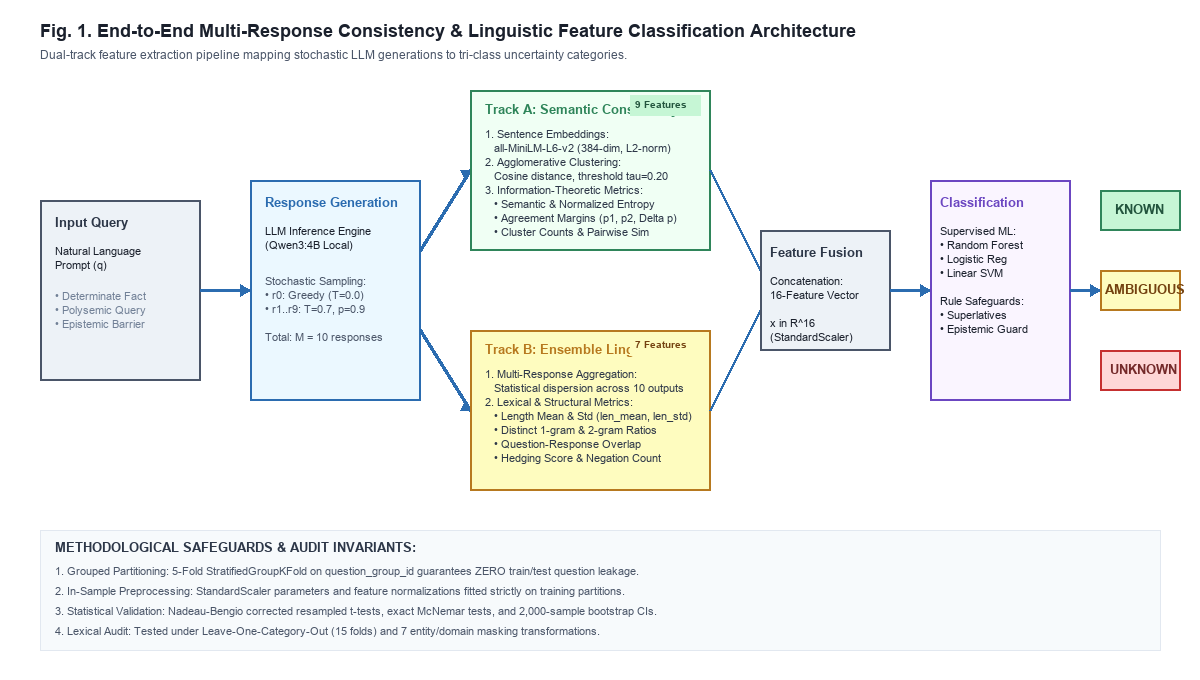 Fig. 1. End-to-End Multi-Response Consistency & Linguistic Feature Classification Architecture
Dual-track feature extraction pipeline mapping stochastic LLM generations to tri-class uncertainty categories.
Input Query
Natural Language
Prompt (q)
• Determinate Fact
• Polysemic Query
• Epistemic Barrier
Response Generation
LLM Inference Engine
(Qwen3:4B Local)
Stochastic Sampling:
• r0: Greedy (T=0.0)
• r1..r9: T=0.7, p=0.9
Total: M = 10 responses
Track A: Semantic
9 Features
1. Sentence Embeddings:
all-MiniLM-L6-v2 (384-dim, L2-norm)
2. Agglomerative Clustering:
Cosine distance, threshold tau=0.20
3. Information-Theoretic Metrics:
• Semantic & Normalized Entropy
• Agreement Margins (p1, p2, Delta p)
• Cluster Counts & Pairwise Sim
Track B: Ensemble
7 Features
1. Multi-Response Aggregation:
Statistical dispersion across 10 outputs
2. Lexical & Structural Metrics:
• Length Mean & Std (len_mean, len_std)
• Distinct 1-gram & 2-gram Ratios
• Question-Response Overlap
• Hedging Score & Negation Count
Feature Fusion
Concatenation:
16-Feature Vector
x in R^16
(StandardScaler)
Classification
Supervised ML:
• Random Forest
• Logistic Reg
• Linear SVM
Rule Safeguards:
• Superlatives
• Epistemic Guard
KNOWN
AMBIGUOUS
UNKNOWN
METHODOLOGICAL SAFEGUARDS & AUDIT INVARIANTS:
1. Grouped Partitioning: 5-Fold StratifiedGroupKFold on question_group_id guarantees ZERO train/test question leakage.
2. In-Sample Preprocessing: StandardScaler parameters and feature normalizations fitted strictly on training partitions.
3. Statistical Validation: Nadeau-Bengio corrected resampled t-tests, exact McNemar tests, and 2,000-sample bootstrap CIs.
4. Lexical Audit: Tested under Leave-One-Category-Out (15 folds) and 7 entity/domain masking transformations.